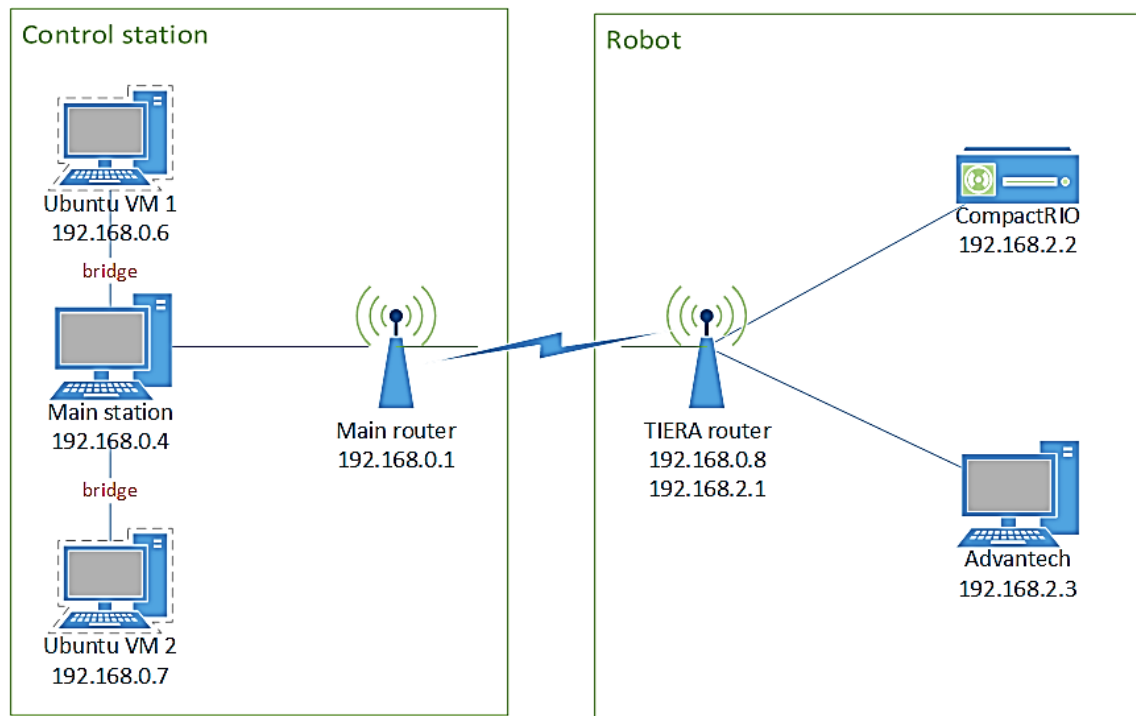 Control station
Ubuntu VM 1
192.168.0.6
bridge
Main station
192.168.0.4
bridge
Ubuntu VM 2
192.168.0.7
Main router
192.168.0.1
Robot
TIERA router
192.168.0.8
192.168.2.1
CompactRIO
192.168.2.2
Advantech
192.168.2.3